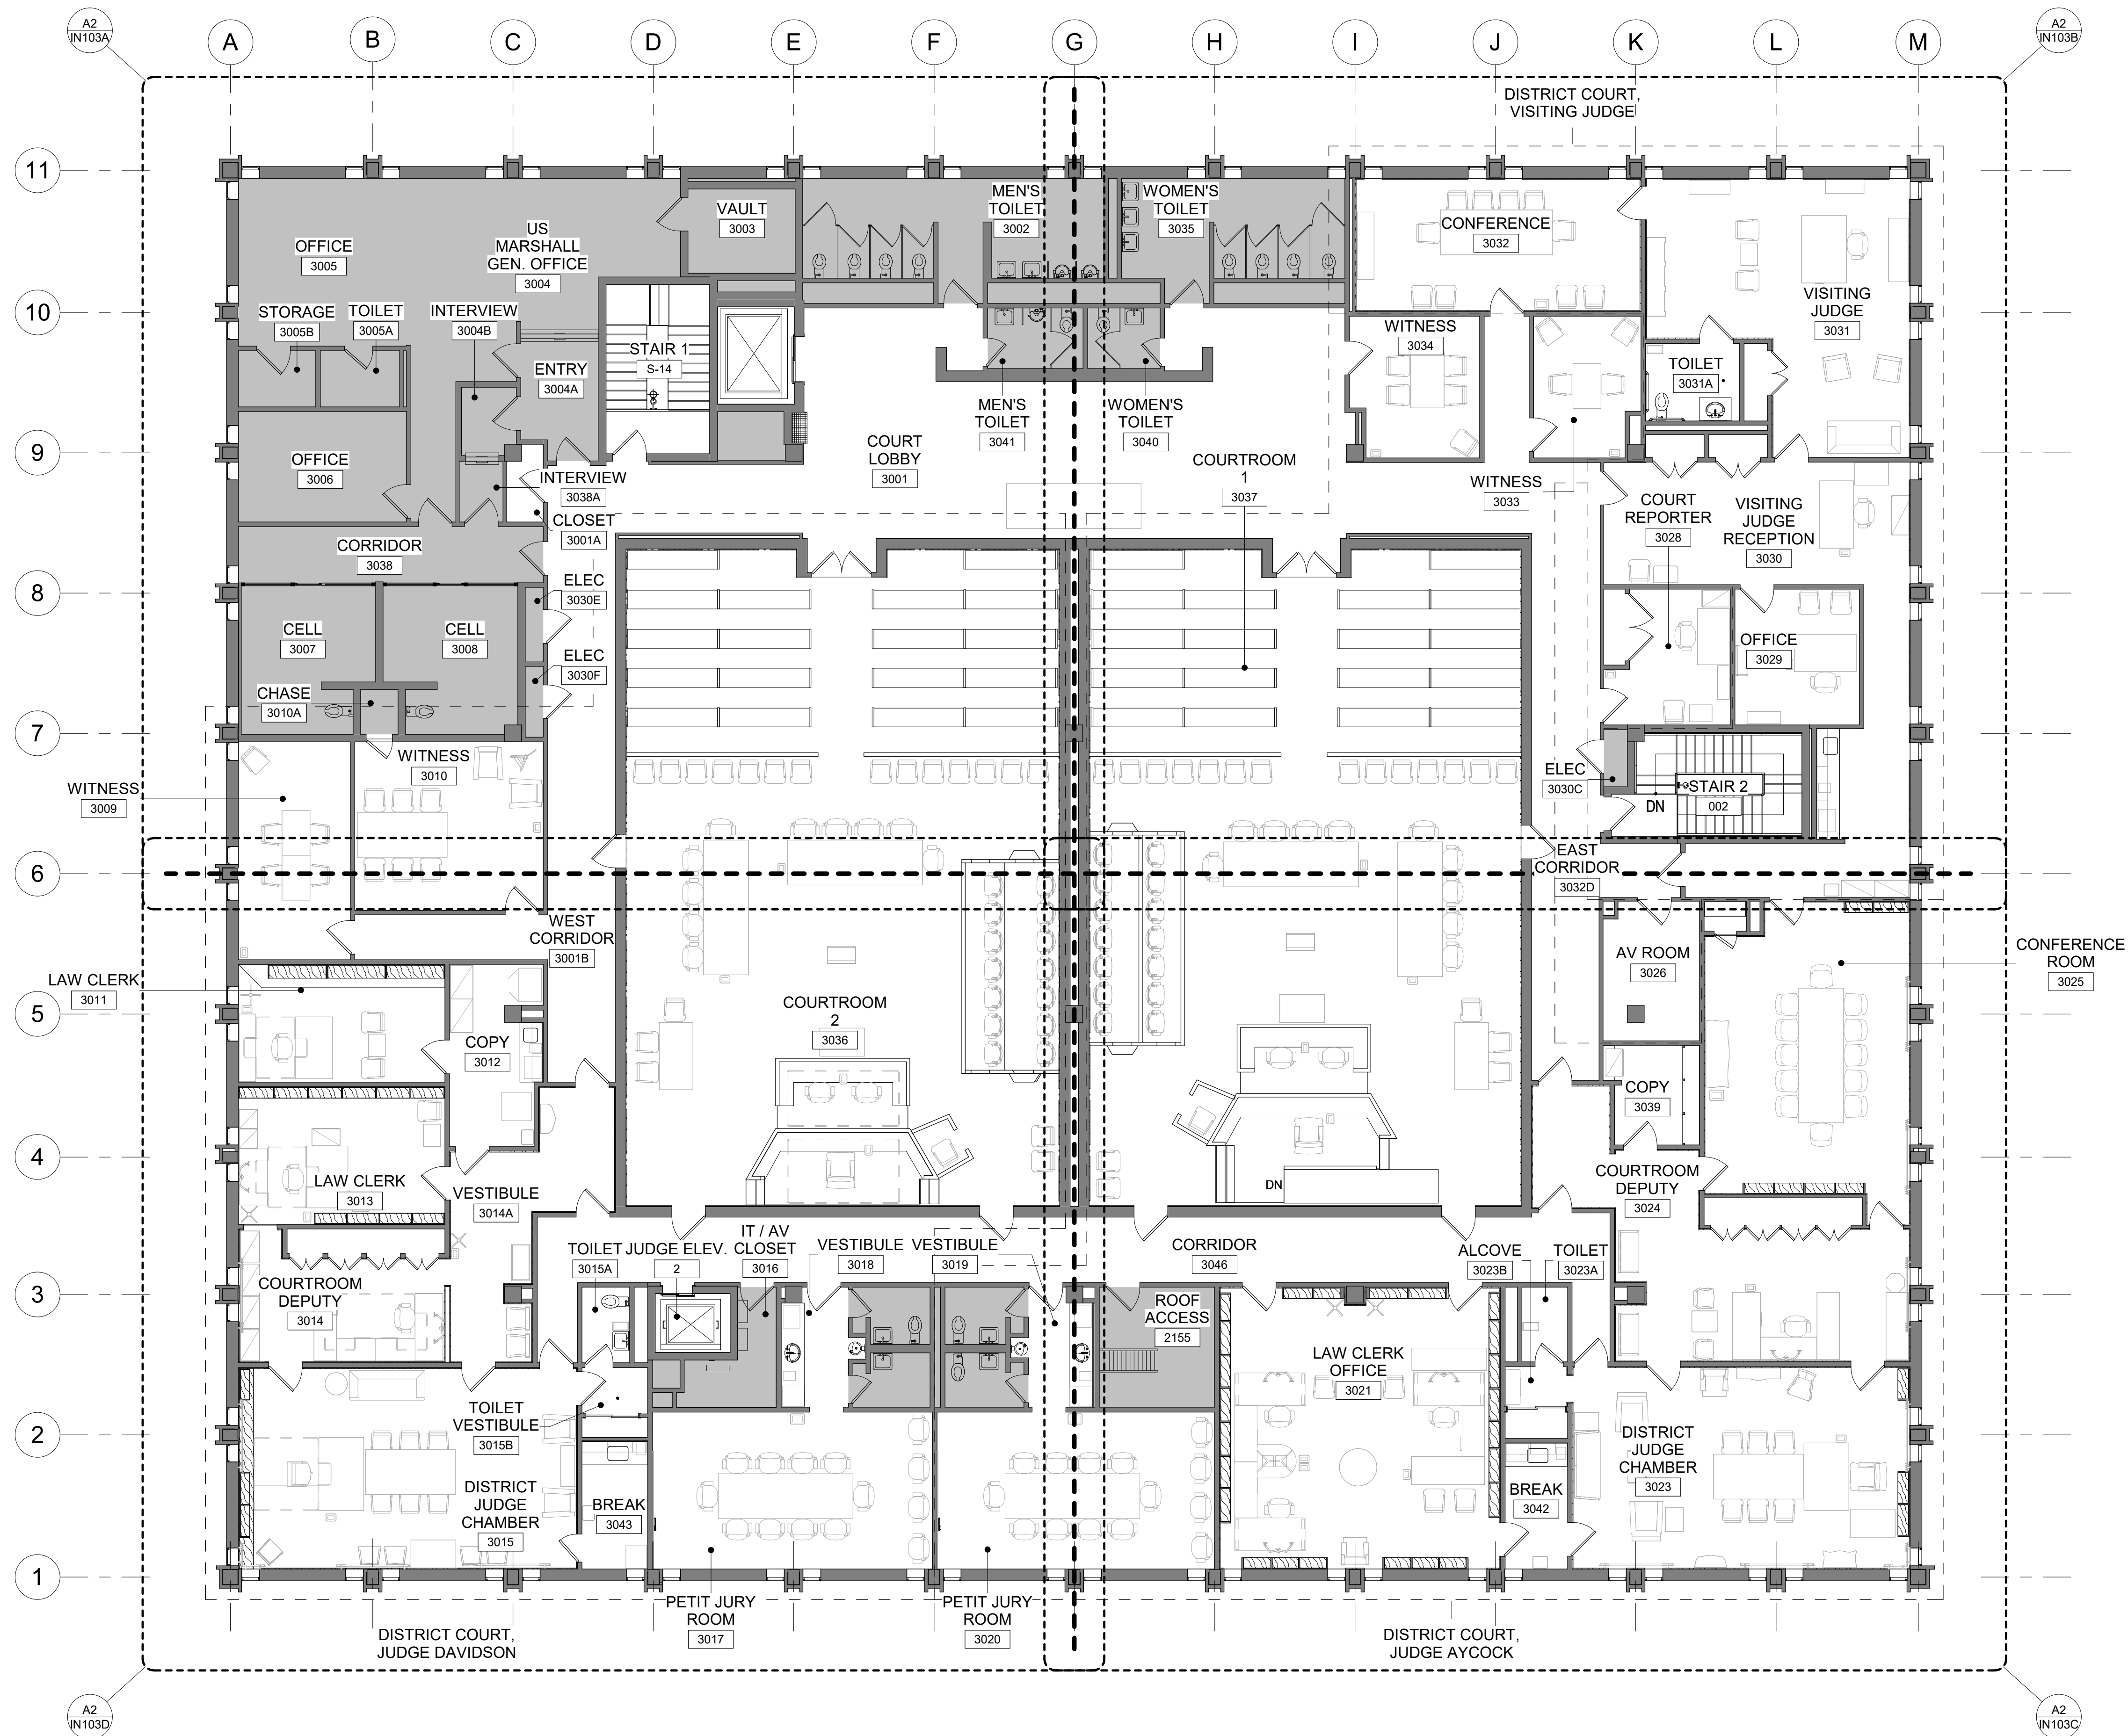 A2
IN103A
A
B
C
D
E
F
G
H
I
J
K
L
M
A2
IN103B
DISTRICT COURT,
VISITING JUDGE
11
10
9
8
7
6
5
4
3
2
1
OFFICE
3005
US
MARSHALL
GEN. OFFICE
3004
VAULT
3003
MEN'S
TOILET
3002
WOMEN'S
TOILET
3035
CONFERENCE
3032
VISITING
JUDGE
3031
STORAGE
3005B
TOILET
3005A
INTERVIEW
3004B
ENTRY
3004A
STAIR 1
S-14
MEN'S
TOILET
3041
WOMEN'S
TOILET
3040
WITNESS
3034
TOILET
3031A
OFFICE
3006
COURT
LOBBY
3001
COURTROOM
1
3037
WITNESS
3033
INTERVIEW
3038A
CLOSET
3001A
COURT
REPORTER
3028
VISITING
JUDGE
RECEPTION
3030
CORRIDOR
3038
ELEC
3030E
CELL
3007
CELL
3008
ELEC
3030F
OFFICE
3029
CHASE
3010A
WITNESS
3010
WITNESS
3009
ELEC
3030C
STAIR 2
002
DN
EAST
CORRIDOR
3032D
WEST
CORRIDOR
3001B
AV ROOM
3026
CONFERENCE
ROOM
3025
LAW CLERK
3011
COPY
3012
COURTROOM
2
3036
COPY
3039
LAW CLERK
3013
VESTIBULE
3014A
DN
COURTROOM
DEPUTY
3024
TOILET
3015A
JUDGE ELEV.
2
IT / AV
CLOSET
3016
VESTIBULE
3018
VESTIBULE
3019
CORRIDOR
3046
ALCOVE
3023B
TOILET
3023A
COURTROOM
DEPUTY
3014
ROOF
ACCESS
2155
LAW CLERK
OFFICE
3021
TOILET
VESTIBULE
3015B
DISTRICT
JUDGE
CHAMBER
3015
BREAK
3043
BREAK
3042
DISTRICT
JUDGE
CHAMBER
3023
PETIT JURY
ROOM
3017
PETIT JURY
ROOM
3020
DISTRICT COURT,
JUDGE DAVIDSON
DISTRICT COURT,
JUDGE AYCOCK
A2
IN103D
A2
IN103C